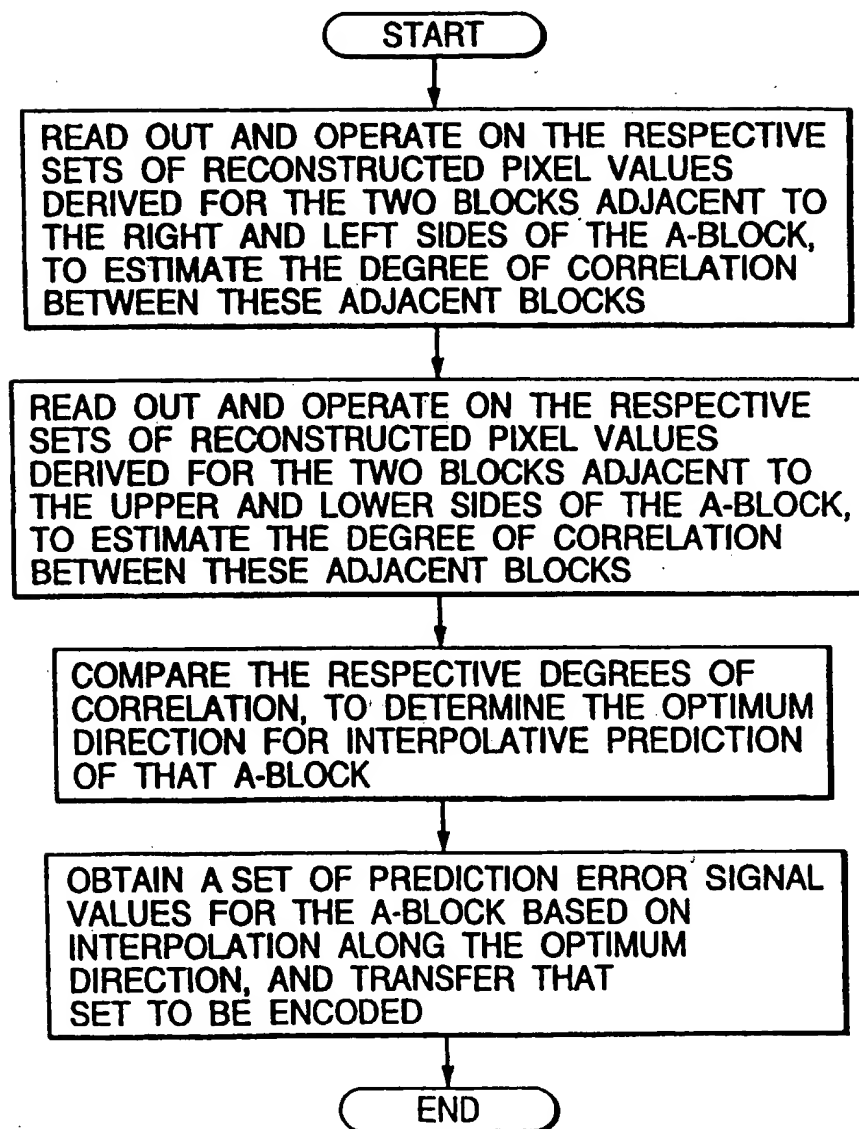 START
READ OUT AND OPERATE ON THE RESPECTIVE
SETS OF RECONSTRUCTED PIXEL VALUES
DERIVED FOR THE TWO BLOCKS ADJACENT TO
THE RIGHT AND LEFT SIDES OF THE A-BLOCK,
TO ESTIMATE THE DEGREE OF CORRELATION
BETWEEN THESE ADJACENT BLOCKS
READ OUT AND OPERATE ON THE RESPECTIVE
SETS OF RECONSTRUCTED PIXEL VALUES
DERIVED FOR THE TWO BLOCKS ADJACENT TO
THE UPPER AND LOWER SIDES OF THE A-BLOCK,
TO ESTIMATE THE DEGREE OF CORRELATION
BETWEEN THESE ADJACENT BLOCKS
COMPARE THE RESPECTIVE DEGREES OF
CORRELATION, TO DETERMINE THE OPTIMUM
DIRECTION FOR INTERPOLATIVE PREDICTION
OF THAT A-BLOCK
OBTAIN A SET OF PREDICTION ERROR SIGNAL
VALUES FOR THE A-BLOCK BASED ON
INTERPOLATION ALONG THE OPTIMUM
DIRECTION, AND TRANSFER THAT
SET TO BE ENCODED
END